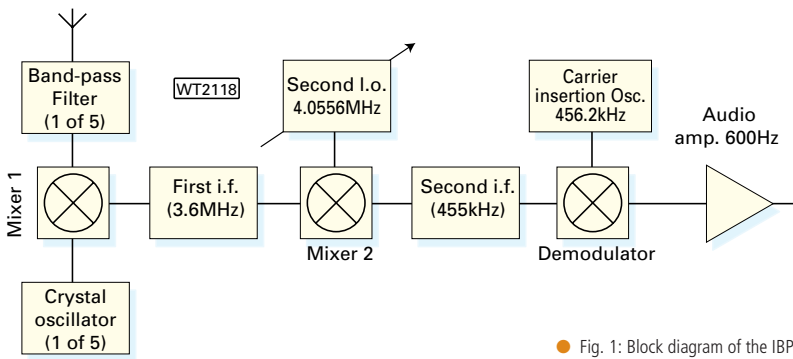 Band-pass
Filter
(1 of 5)
WT2118
Second l.o.
4.0556MHz
Carrier
insertion Osc.
456.2kHz
Audio
amp. 600Hz
Mixer 1
First i.f.
(3.6MHz)
Mixer 2
Second i.f.
(455kHz)
Demodulator
Crystal
oscillator
(1 of 5)
Fig. 1: Block diagram of the IBP